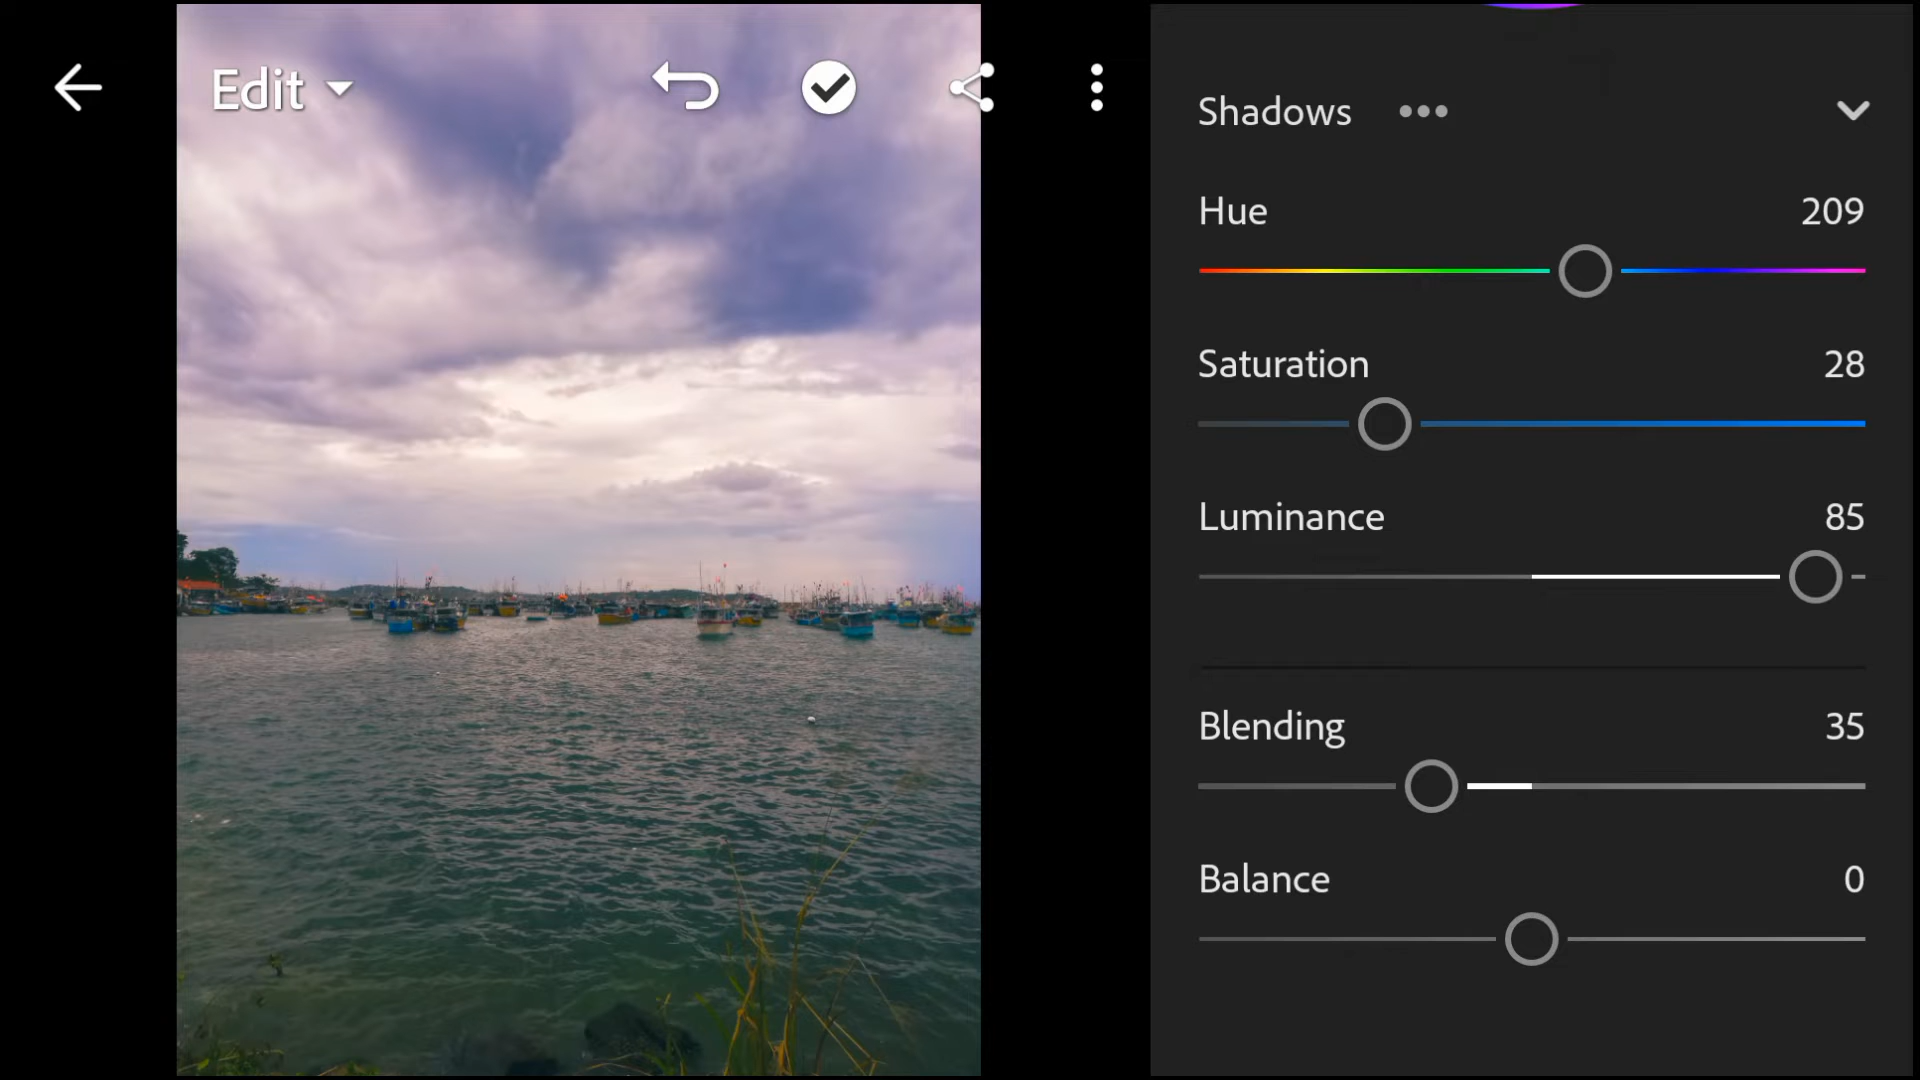 Edit
Shadows
Hue 209
Saturation 28
Luminance 85
Blending 35
Balance 0